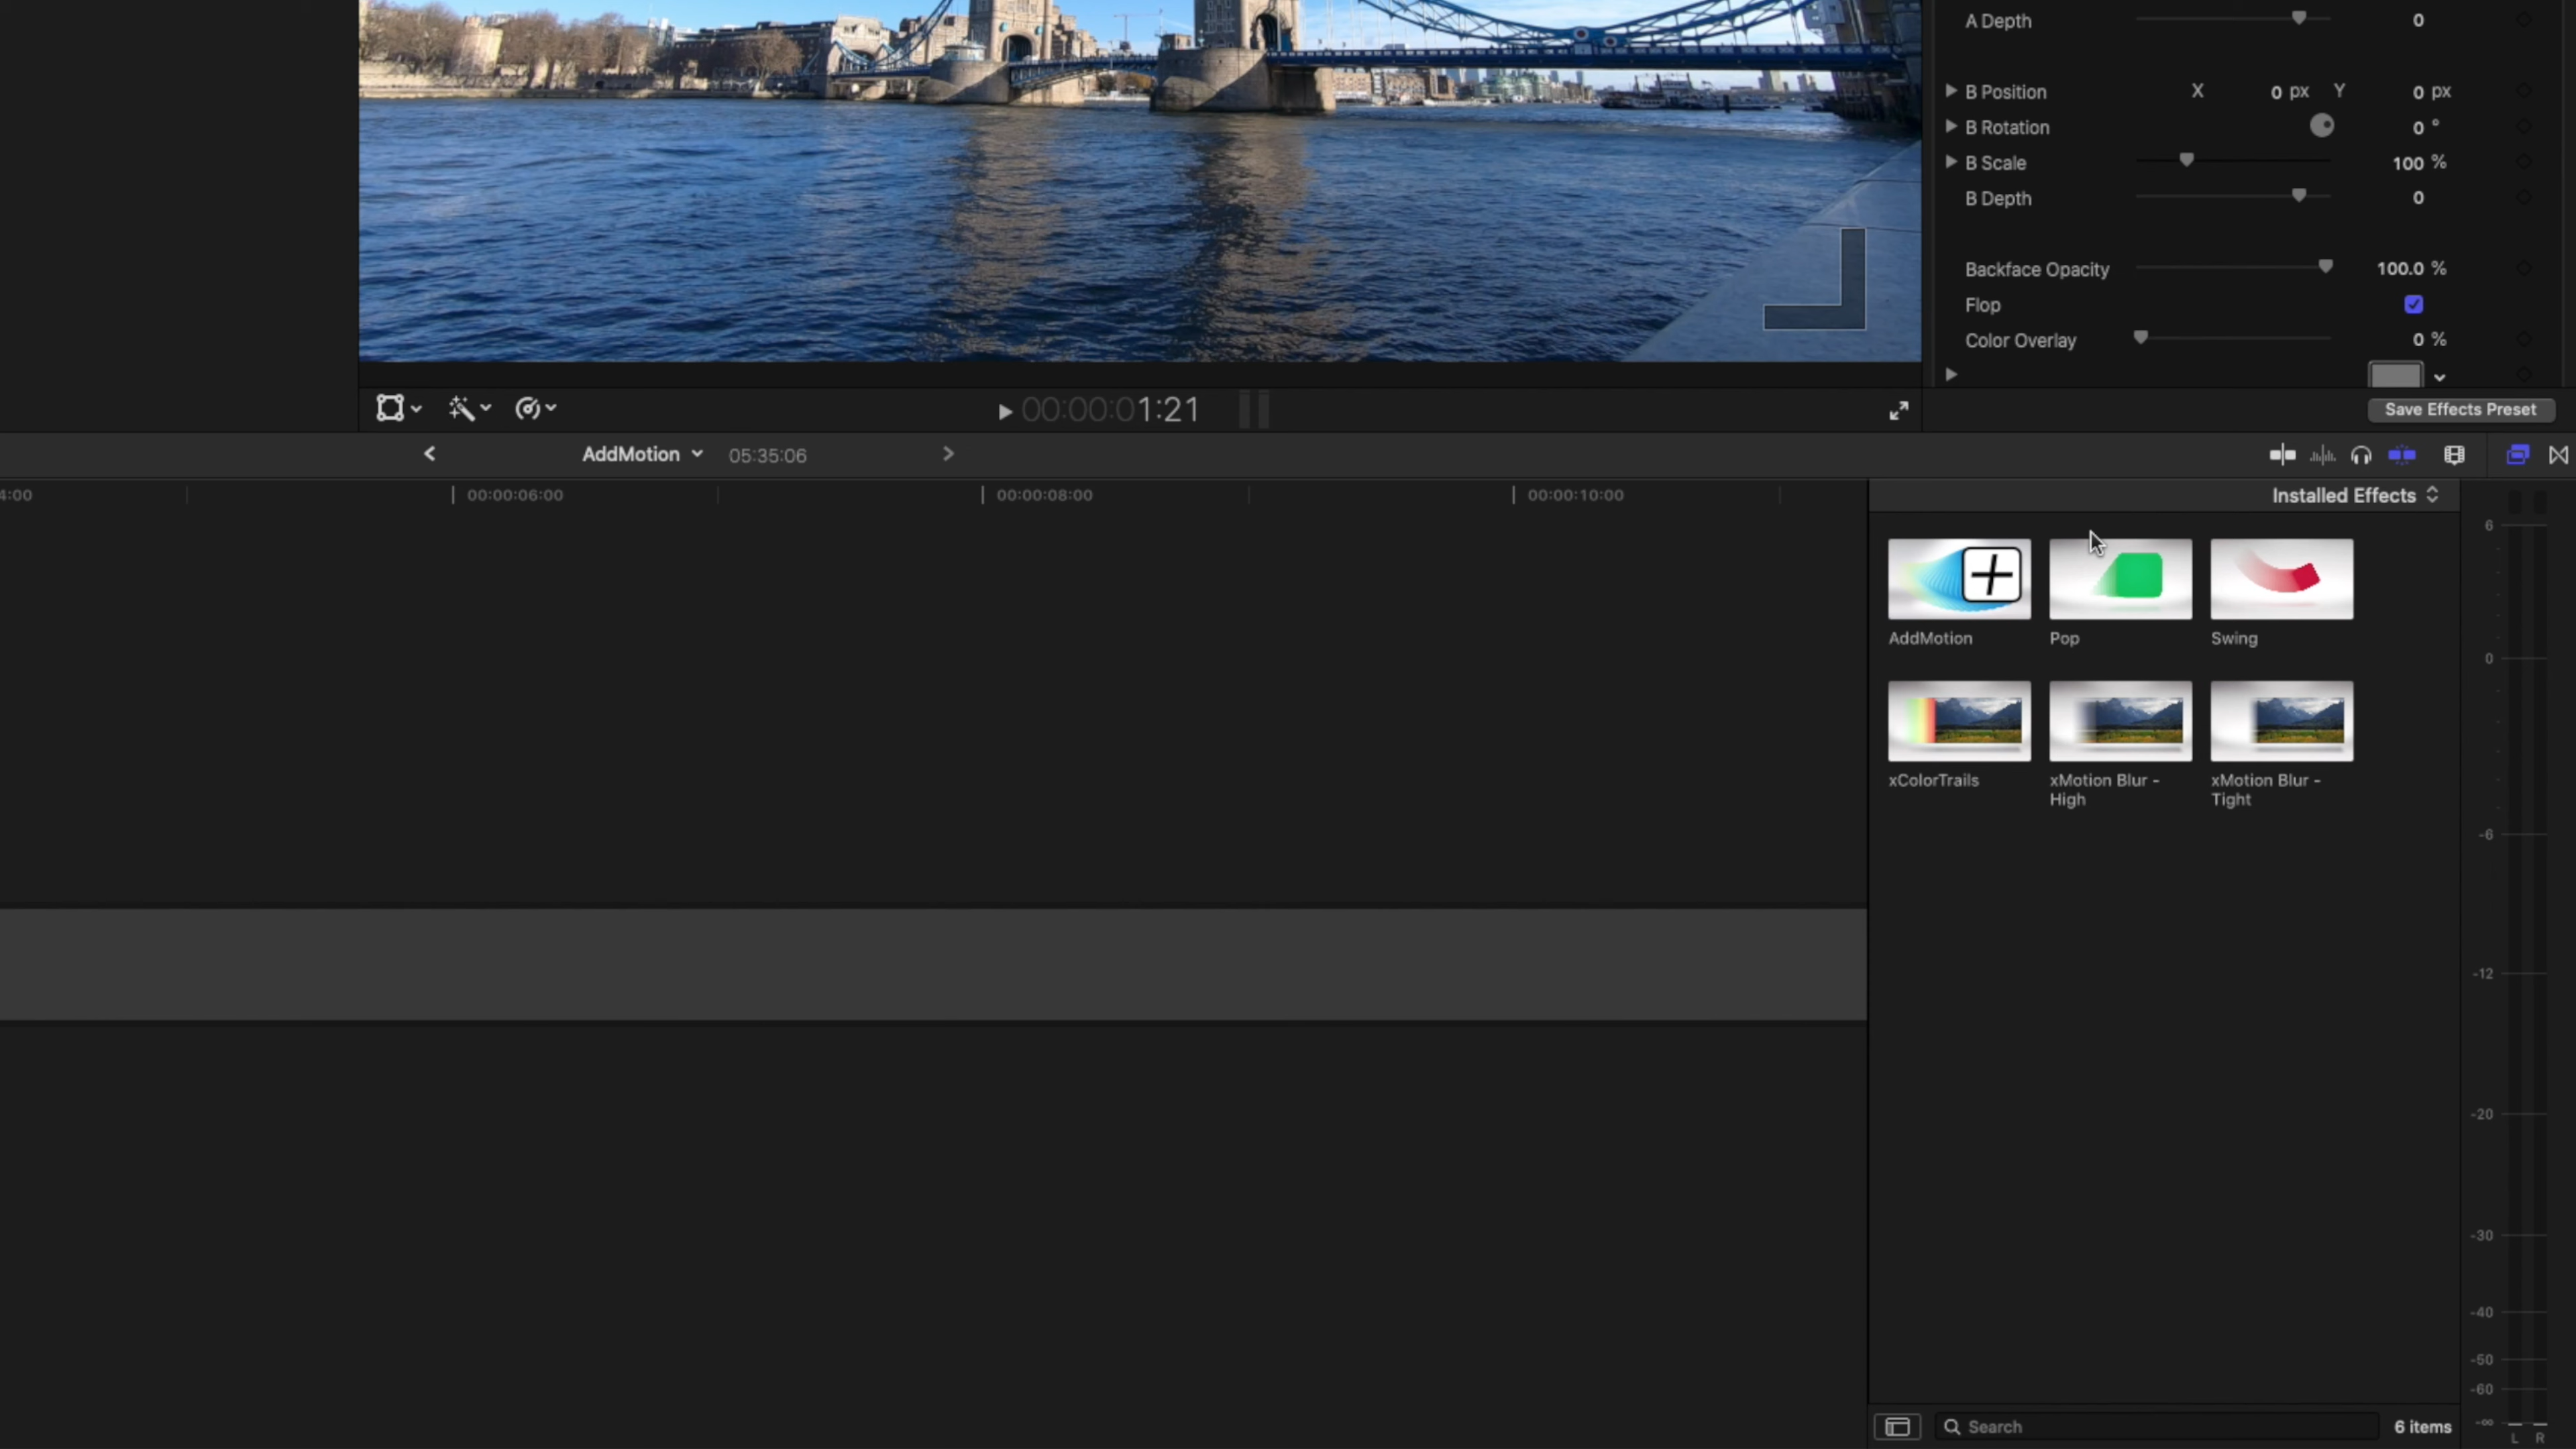 A Depth 0
B Position X 0 px Y 0 px
B Rotation 0 °
B Scale 100 %
B Depth 0
Backface Opacity 100.0 %
Flop
Color Overlay 0 %
00:00:01:21
Save Effects Preset
AddMotion 05:35:06
4:00 00:00:06:00 00:00:08:00 00:00:10:00
Installed Effects
AddMotion Pop Swing
xColorTrails xMotion Blur - High xMotion Blur - Tight
6
0
-6
-12
-20
-30
-40
-50
-60
-∞
L R
Search 6 items